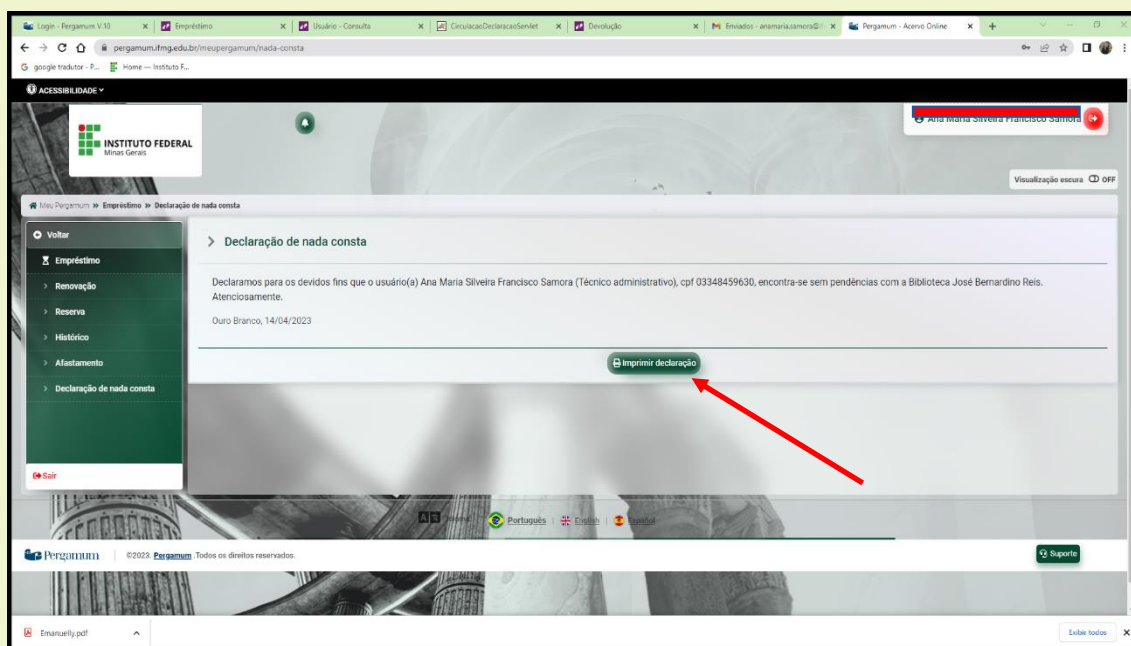 Login - Pergamum V.10
Empréstimo
Usuário - Consulta
CirculacaoDeclaracaoServlet
Devolução
Enviados - anamaria.samora@
Pergamum - Acervo Online
pergamum.ifmg.edu.br/meupergamum/nada-consta
google tradutor - P...
Home — Instituto F...
ACESSIBILIDADE
INSTITUTO FEDERAL
Minas Gerais
Ana Maria Silveira Francisco Samora
Visualização escura OFF
Meu Pergamum » Empréstimo » Declaração de nada consta
Voltar
Empréstimo
Renovação
Reserva
Histórico
Afastamento
Declaração de nada consta
Sair
Declaração de nada consta
Declaramos para os devidos fins que o usuário(a) Ana Maria Silveira Francisco Samora (Técnico administrativo), cpf 03348459630, encontra-se sem pendências com a Biblioteca José Bernardino Reis.
Atenciosamente.
Ouro Branco, 14/04/2023
Imprimir declaração
Idioma:
Português | English | Español
Pergamum
©2023. Pergamum .Todos os direitos reservados.
Suporte
Emanuelly.pdf
Exibir todos